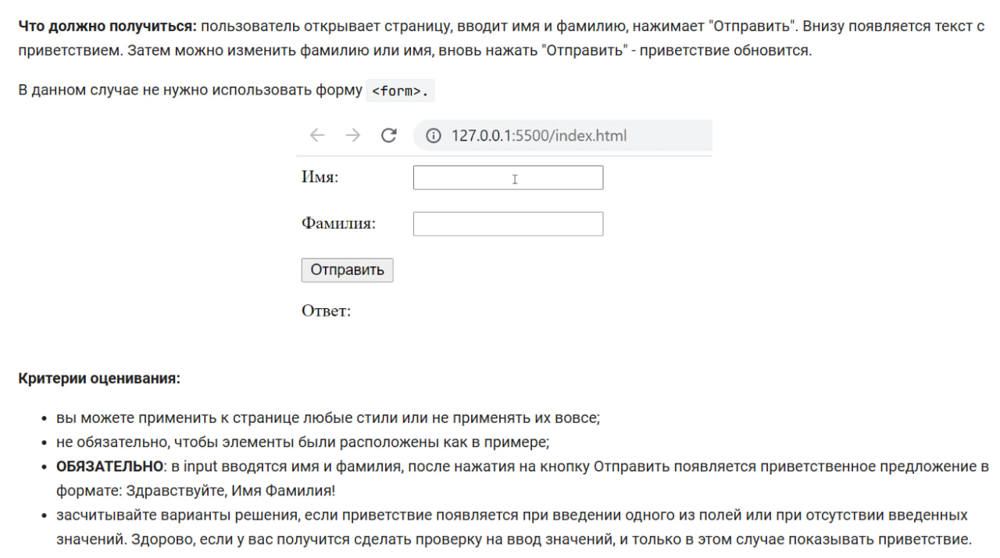 Что должно получиться: пользователь открывает страницу, вводит имя и фамилию, нажимает "Отправить". Внизу появляется текст с
приветствием. Затем можно изменить фамилию или имя, вновь нажать "Отправить" - приветствие обновится.
В данном случае не нужно использовать форму <form>.
127.0.0.1:5500/index.html
Имя:
Фамилия:
Отправить
Ответ:
Критерии оценивания:
• вы можете применить к странице любые стили или не применять их вовсе;
• не обязательно, чтобы элементы были расположены как в примере;
• ОБЯЗАТЕЛЬНО: в input вводятся имя и фамилия, после нажатия на кнопку Отправить появляется приветственное предложение в
формате: Здравствуйте, Имя Фамилия!
• засчитывайте варианты решения, если приветствие появляется при введении одного из полей или при отсутствии введенных
значений. Здорово, если у вас получится сделать проверку на ввод значений, и только в этом случае показывать приветствие.